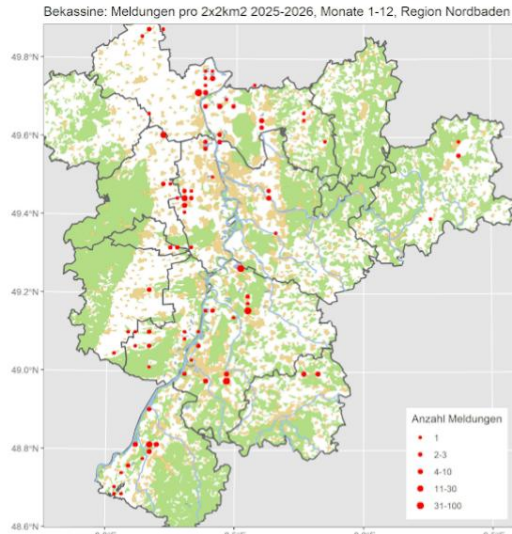 Bekassine: Meldungen pro 2x2km2 2025-2026, Monate 1-12, Region Nordbaden
49.8°N
49.6°N
49.4°N
49.2°N
49.0°N
48.8°N
48.6°N
Anzahl Meldungen
1
2-3
4-10
11-30
31-100